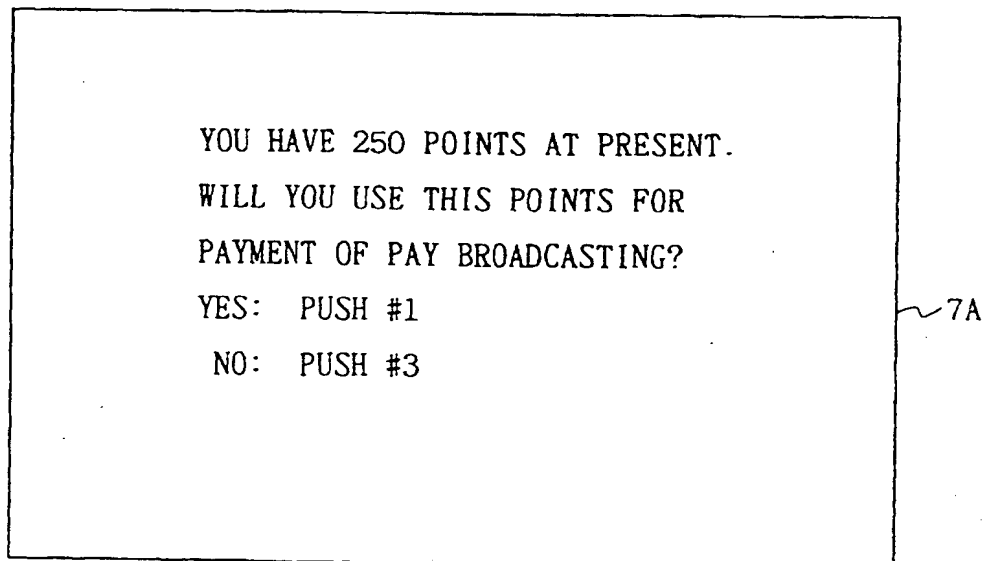 YOU HAVE 250 POINTS AT PRESENT.
WILL YOU USE THIS POINTS FOR
PAYMENT OF PAY BROADCASTING?
YES: PUSH #1
NO: PUSH #3
7A